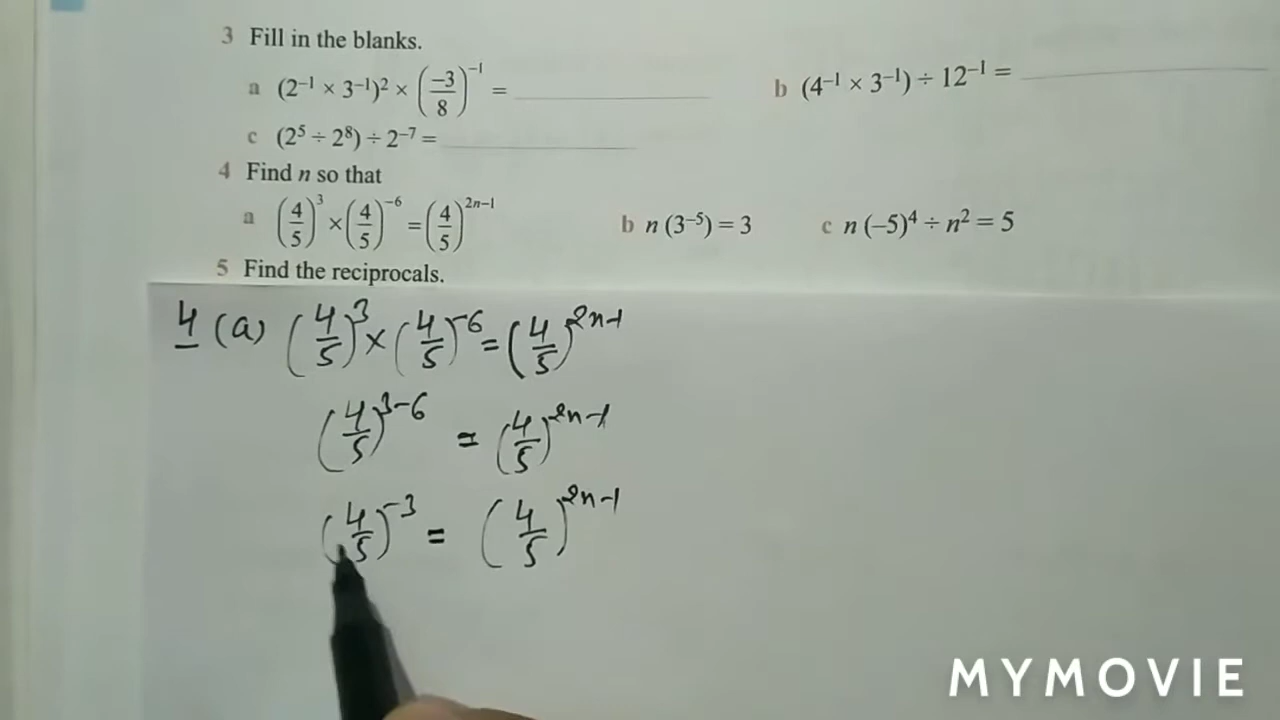 3 Fill in the blanks.
a (2⁻¹ × 3⁻¹)² × (−3/8)⁻¹ = ________ b (4⁻¹ × 3⁻¹) ÷ 12⁻¹ = ________
c (2⁵ ÷ 2⁸) ÷ 2⁻⁷ = ________
4 Find n so that
a (4/5)³ × (4/5)⁻⁶ = (4/5)²ⁿ⁻¹ b n (3⁻⁵) = 3 c n (−5)⁴ ÷ n² = 5
5 Find the reciprocals.
4 (a) (4/5)³ × (4/5)⁻⁶ = (4/5)²ⁿ⁻¹
(4/5)³⁻⁶ = (4/5)²ⁿ⁻¹
(4/5)⁻³ = (4/5)²ⁿ⁻¹
MYMOVIE